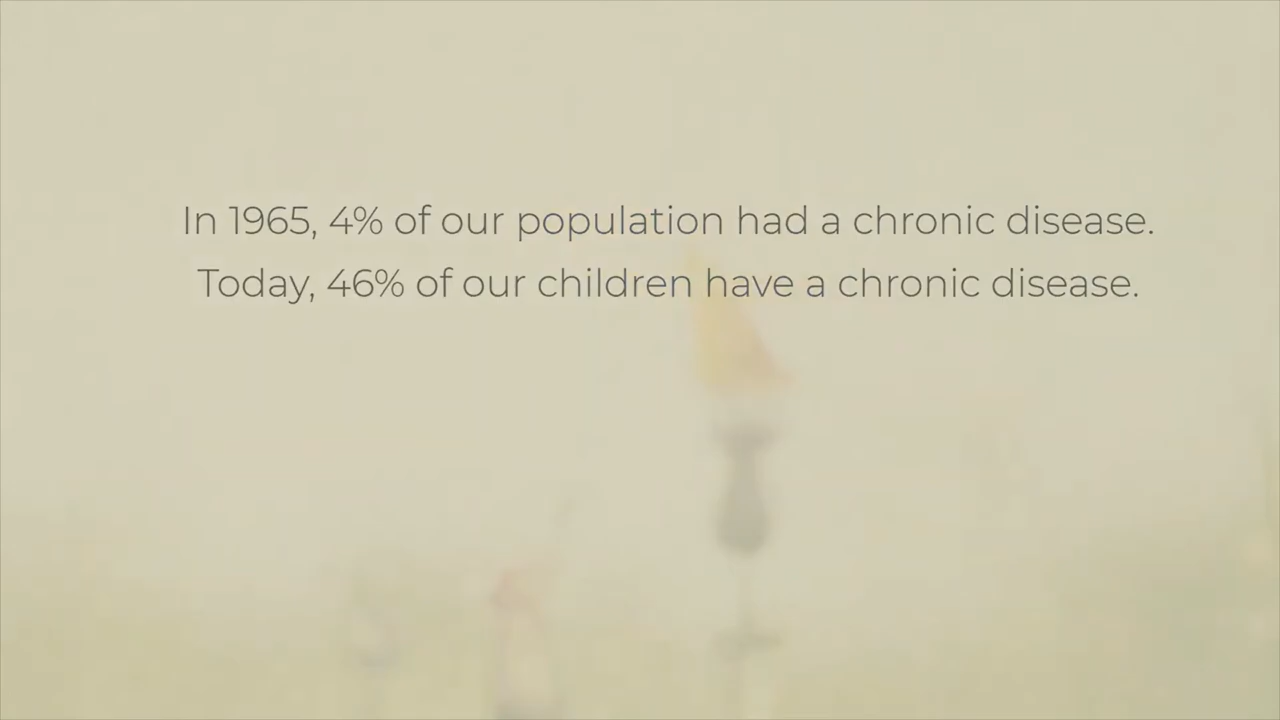 In 1965, 4% of our population had a chronic disease.
Today, 46% of our children have a chronic disease.